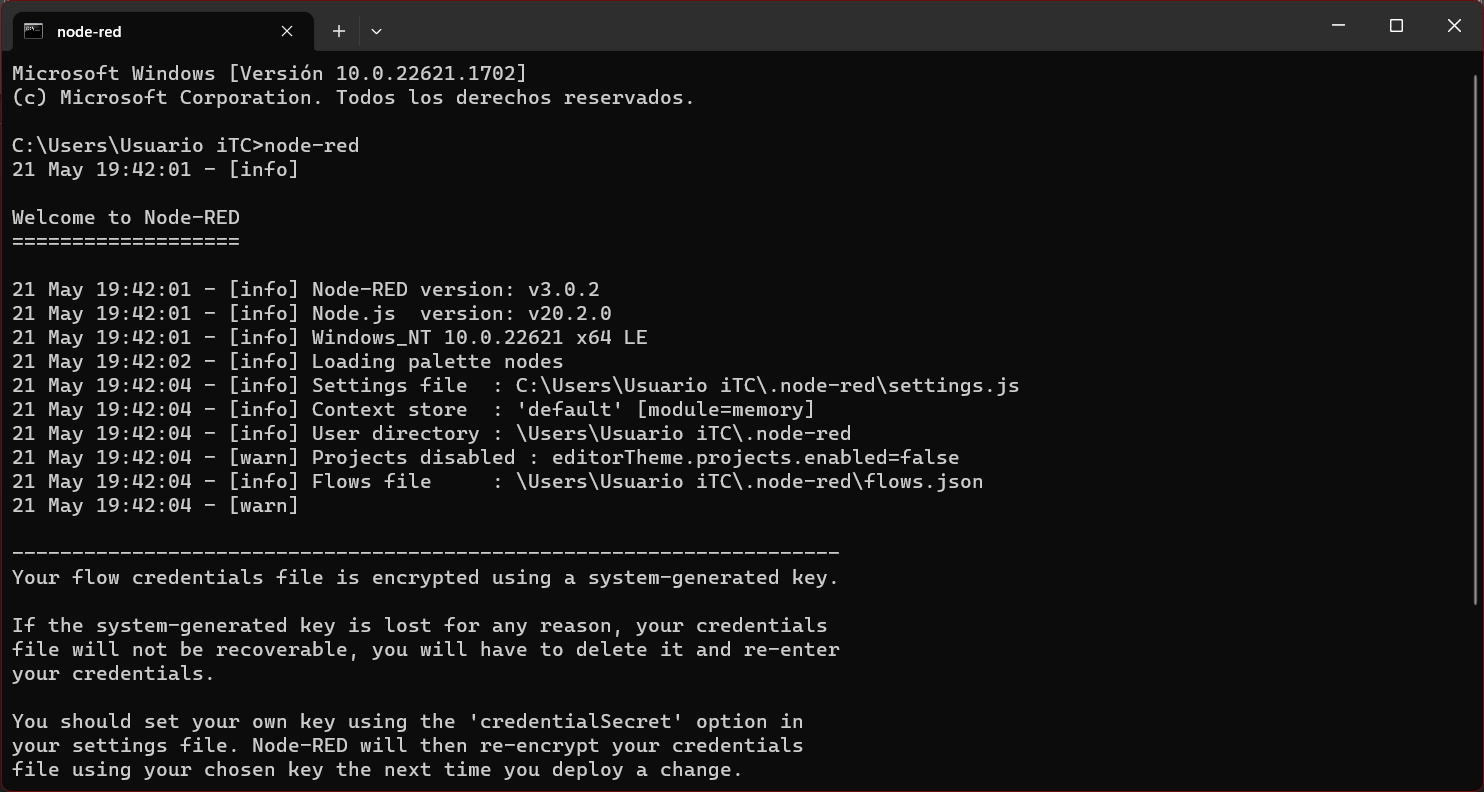 node-red
Microsoft Windows [Versión 10.0.22621.1702]
(c) Microsoft Corporation. Todos los derechos reservados.
C:\Users\Usuario iTC>node-red
21 May 19:42:01 - [info]
Welcome to Node-RED
===================
21 May 19:42:01 - [info] Node-RED version: v3.0.2
21 May 19:42:01 - [info] Node.js  version: v20.2.0
21 May 19:42:01 - [info] Windows_NT 10.0.22621 x64 LE
21 May 19:42:02 - [info] Loading palette nodes
21 May 19:42:04 - [info] Settings file  : C:\Users\Usuario iTC\.node-red\settings.js
21 May 19:42:04 - [info] Context store  : 'default' [module=memory]
21 May 19:42:04 - [info] User directory : \Users\Usuario iTC\.node-red
21 May 19:42:04 - [warn] Projects disabled : editorTheme.projects.enabled=false
21 May 19:42:04 - [info] Flows file     : \Users\Usuario iTC\.node-red\flows.json
21 May 19:42:04 - [warn]
---------------------------------------------------------------------
Your flow credentials file is encrypted using a system-generated key.
If the system-generated key is lost for any reason, your credentials
file will not be recoverable, you will have to delete it and re-enter
your credentials.
You should set your own key using the 'credentialSecret' option in
your settings file. Node-RED will then re-encrypt your credentials
file using your chosen key the next time you deploy a change.